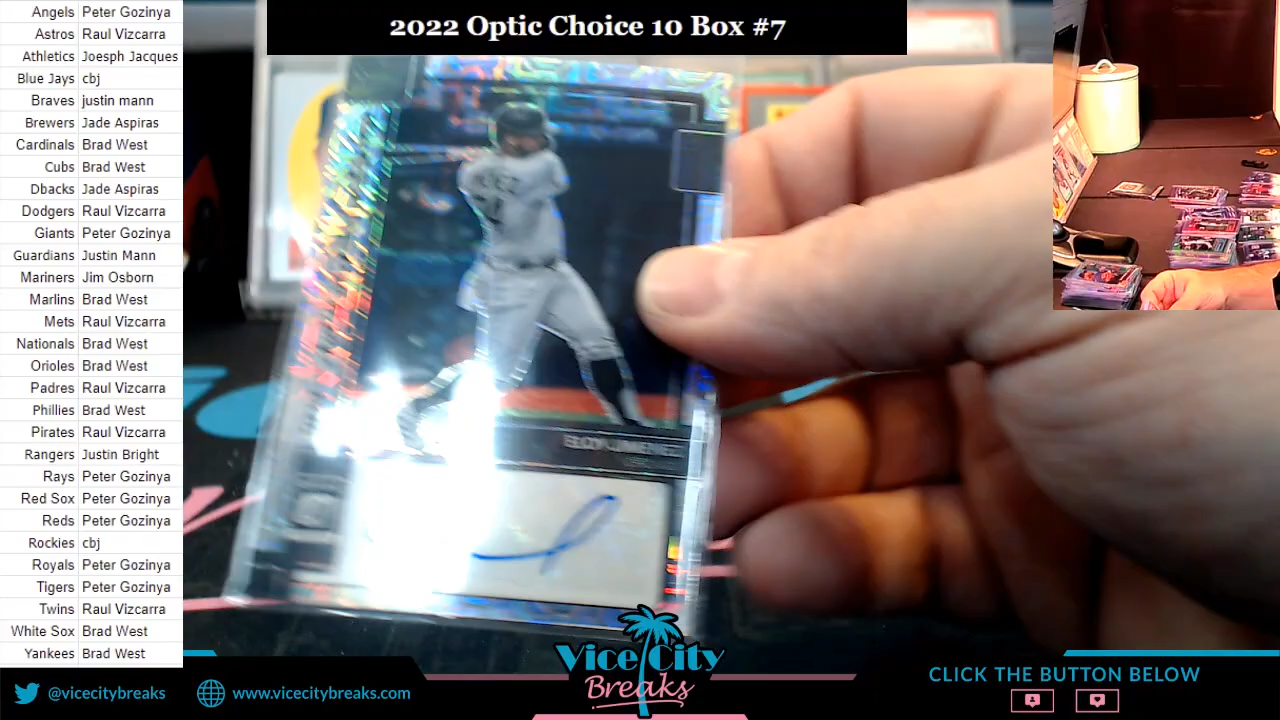 2022 Optic Choice 10 Box #7
Angels Peter Gozinya
Astros Raul Vizcarra
Athletics Joesph Jacques
Blue Jays cbj
Braves justin mann
Brewers Jade Aspiras
Cardinals Brad West
Cubs Brad West
Dbacks Jade Aspiras
Dodgers Raul Vizcarra
Giants Peter Gozinya
Guardians Justin Mann
Mariners Jim Osborn
Marlins Brad West
Mets Raul Vizcarra
Nationals Brad West
Orioles Brad West
Padres Raul Vizcarra
Phillies Brad West
Pirates Raul Vizcarra
Rangers Justin Bright
Rays Peter Gozinya
Red Sox Peter Gozinya
Reds Peter Gozinya
Rockies cbj
Royals Peter Gozinya
Tigers Peter Gozinya
Twins Raul Vizcarra
White Sox Brad West
Yankees Brad West
ELOY JIMENEZ
@vicecitybreaks
www.vicecitybreaks.com
Vice City
Breaks
CLICK THE BUTTON BELOW